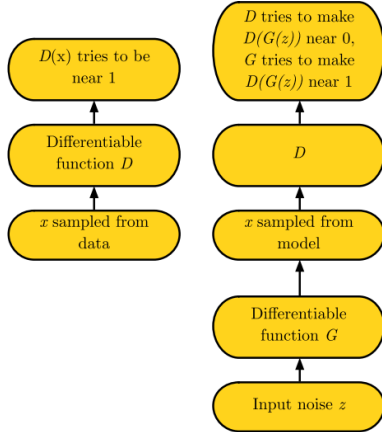 D(x) tries to be
near 1
Differentiable
function D
x sampled from
data
D tries to make
D(G(z)) near 0,
G tries to make
D(G(z)) near 1
D
x sampled from
model
Differentiable
function G
Input noise z